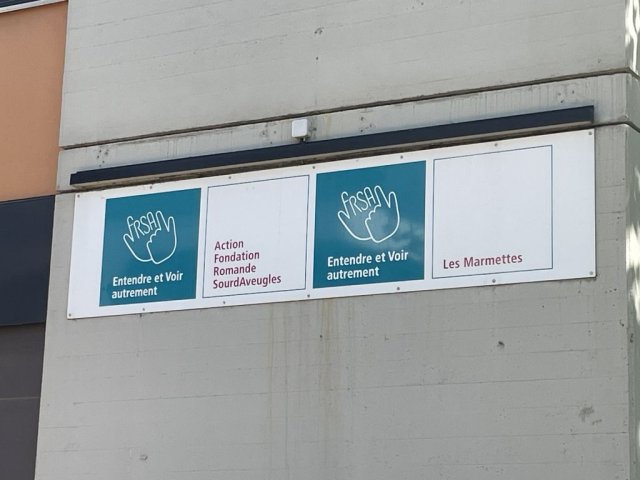 FRSA
Entendre et Voir
autrement
Action
Fondation
Romande
SourdAveugles
FRSA
Entendre et Voir
autrement
Les Marmettes